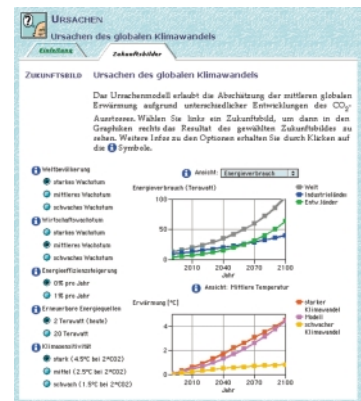 URSACHEN
Ursachen des globalen Klimawandels
Einleitung
Zukunftsbilder
ZUKUNFTSBILD
Ursachen des globalen Klimawandels
Das Ursachenmodell erlaubt die Abschätzung der mittleren globalen
Erwärmung aufgrund unterschiedlicher Entwicklungen des CO2-
Ausstosses. Wählen Sie links ein Zukunftsbild, um dann in den
Graphiken rechts das Resultat des gewählten Zukunftsbildes zu
sehen. Weitere Infos zu den Optionen erhalten Sie durch Klicken auf
die i Symbole.
Weltbevölkerung
starkes Wachstum
mittleres Wachstum
schwaches Wachstum
Wirtschaftswachstum
starkes Wachstum
mittleres Wachstum
schwaches Wachstum
Energieeffizienzsteigerung
0% pro Jahr
1% pro Jahr
Erneuerbare Energiequellen
2 Terawatt (heute)
20 Terawatt
Klimasensitivität
stark (4.5°C bei 2*CO2)
mittel (2.5°C bei 2*CO2)
schwach (1.5°C bei 2*CO2)
Ansicht: Energieverbrauch
Energieverbrauch (Terawatt)
100
50
0
2010
2040
2070
2100
Jahr
Welt
Industrieländer
Entw.länder
Ansicht: Mittlere Temperatur
Erwärmung [°C]
4
2
0
2010
2040
2070
2100
Jahr
starker
Klimawandel
Modell
schwacher
Klimawandel